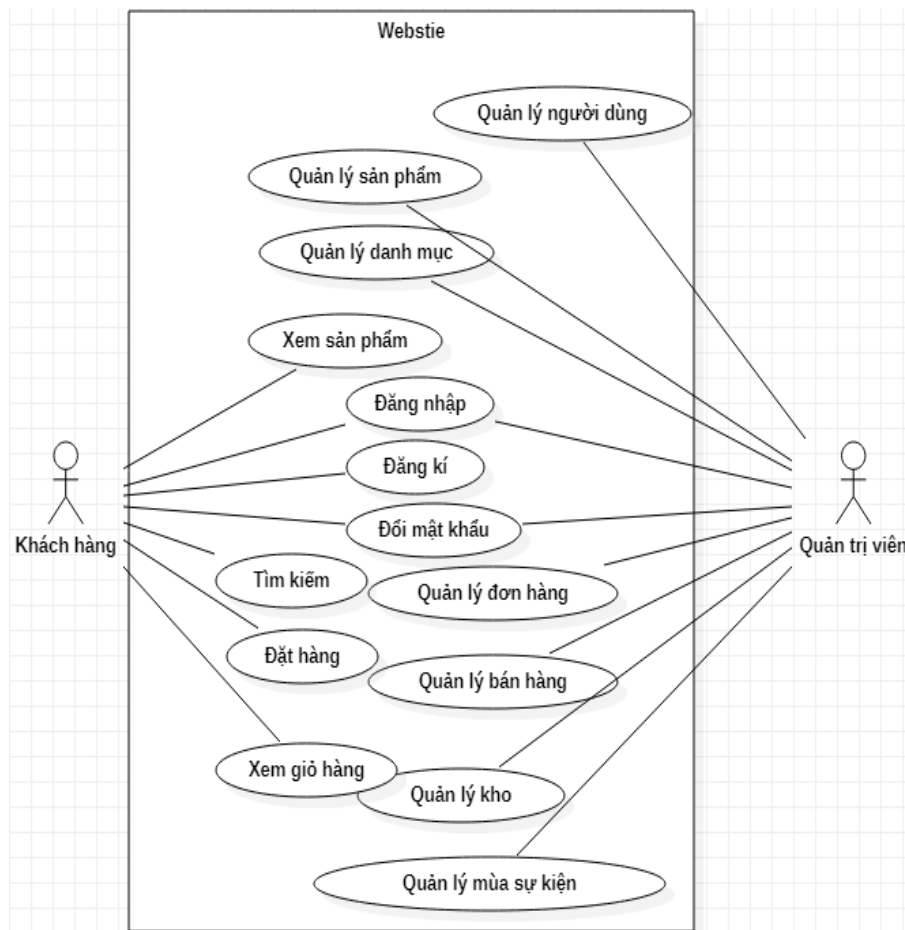 Webstie
Quản lý người dùng
Quản lý sản phẩm
Quản lý danh mục
Xem sản phẩm
Đăng nhập
Đăng kí
Đổi mật khẩu
Khách hàng
Quản trị viên
Tìm kiếm
Quản lý đơn hàng
Đặt hàng
Quản lý bán hàng
Xem giỏ hàng
Quản lý kho
Quản lý mùa sự kiện